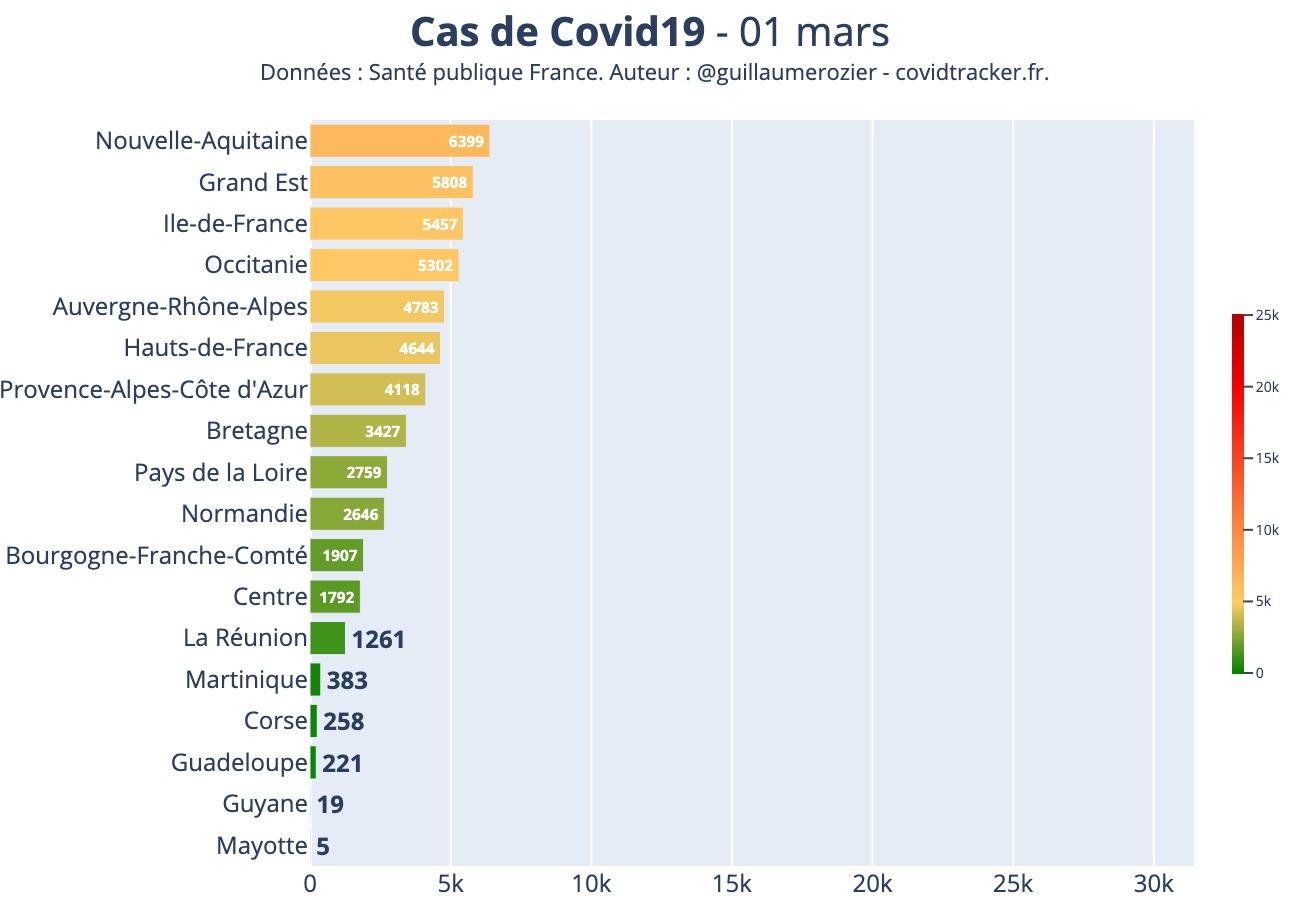 Cas de Covid19 - 01 mars
Données : Santé publique France. Auteur : @guillaumerozier - covidtracker.fr.
Nouvelle-Aquitaine 6399
Grand Est 5808
Ile-de-France 5457
Occitanie 5302
Auvergne-Rhône-Alpes 4783
Hauts-de-France 4644
Provence-Alpes-Côte d'Azur 4118
Bretagne 3427
Pays de la Loire 2759
Normandie 2646
Bourgogne-Franche-Comté 1907
Centre 1792
La Réunion 1261
Martinique 383
Corse 258
Guadeloupe 221
Guyane 19
Mayotte 5
0 5k 10k 15k 20k 25k 30k
25k
20k
15k
10k
5k
0